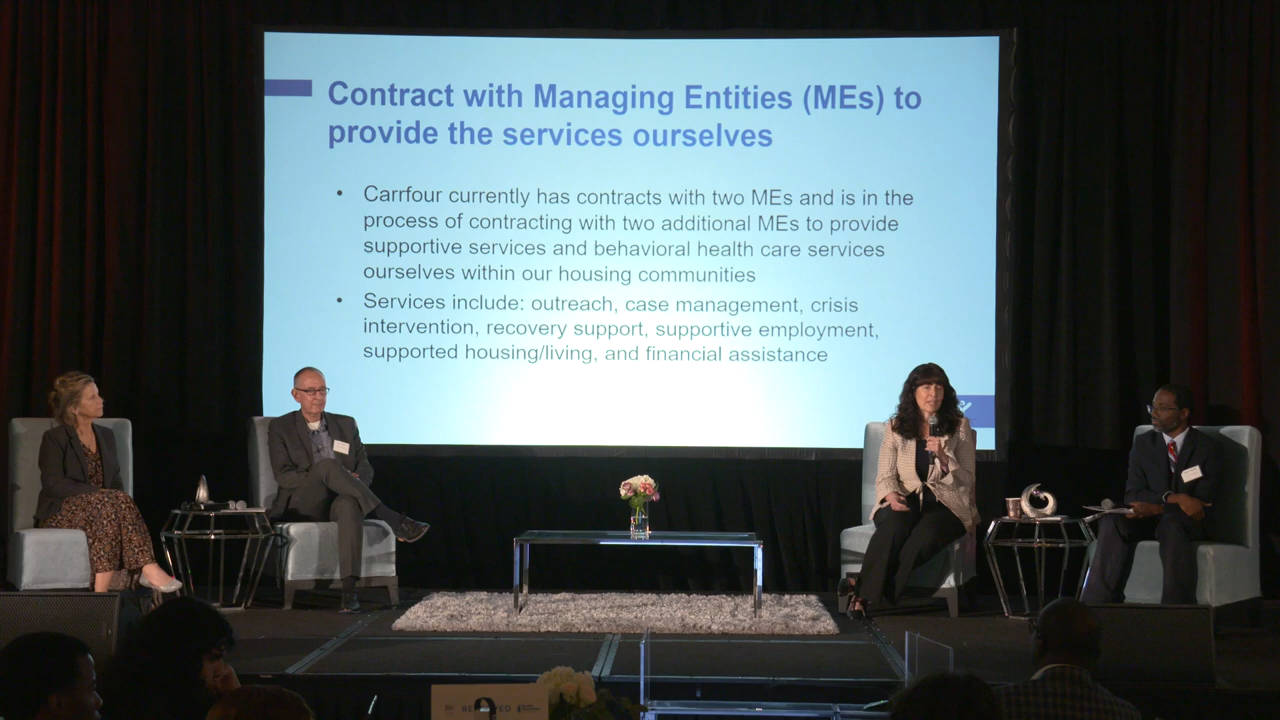 Contract with Managing Entities (MEs) to
provide the services ourselves
• Carrfour currently has contracts with two MEs and is in the
process of contracting with two additional MEs to provide
supportive services and behavioral health care services
ourselves within our housing communities
• Services include: outreach, case management, crisis
intervention, recovery support, supportive employment,
supported housing/living, and financial assistance